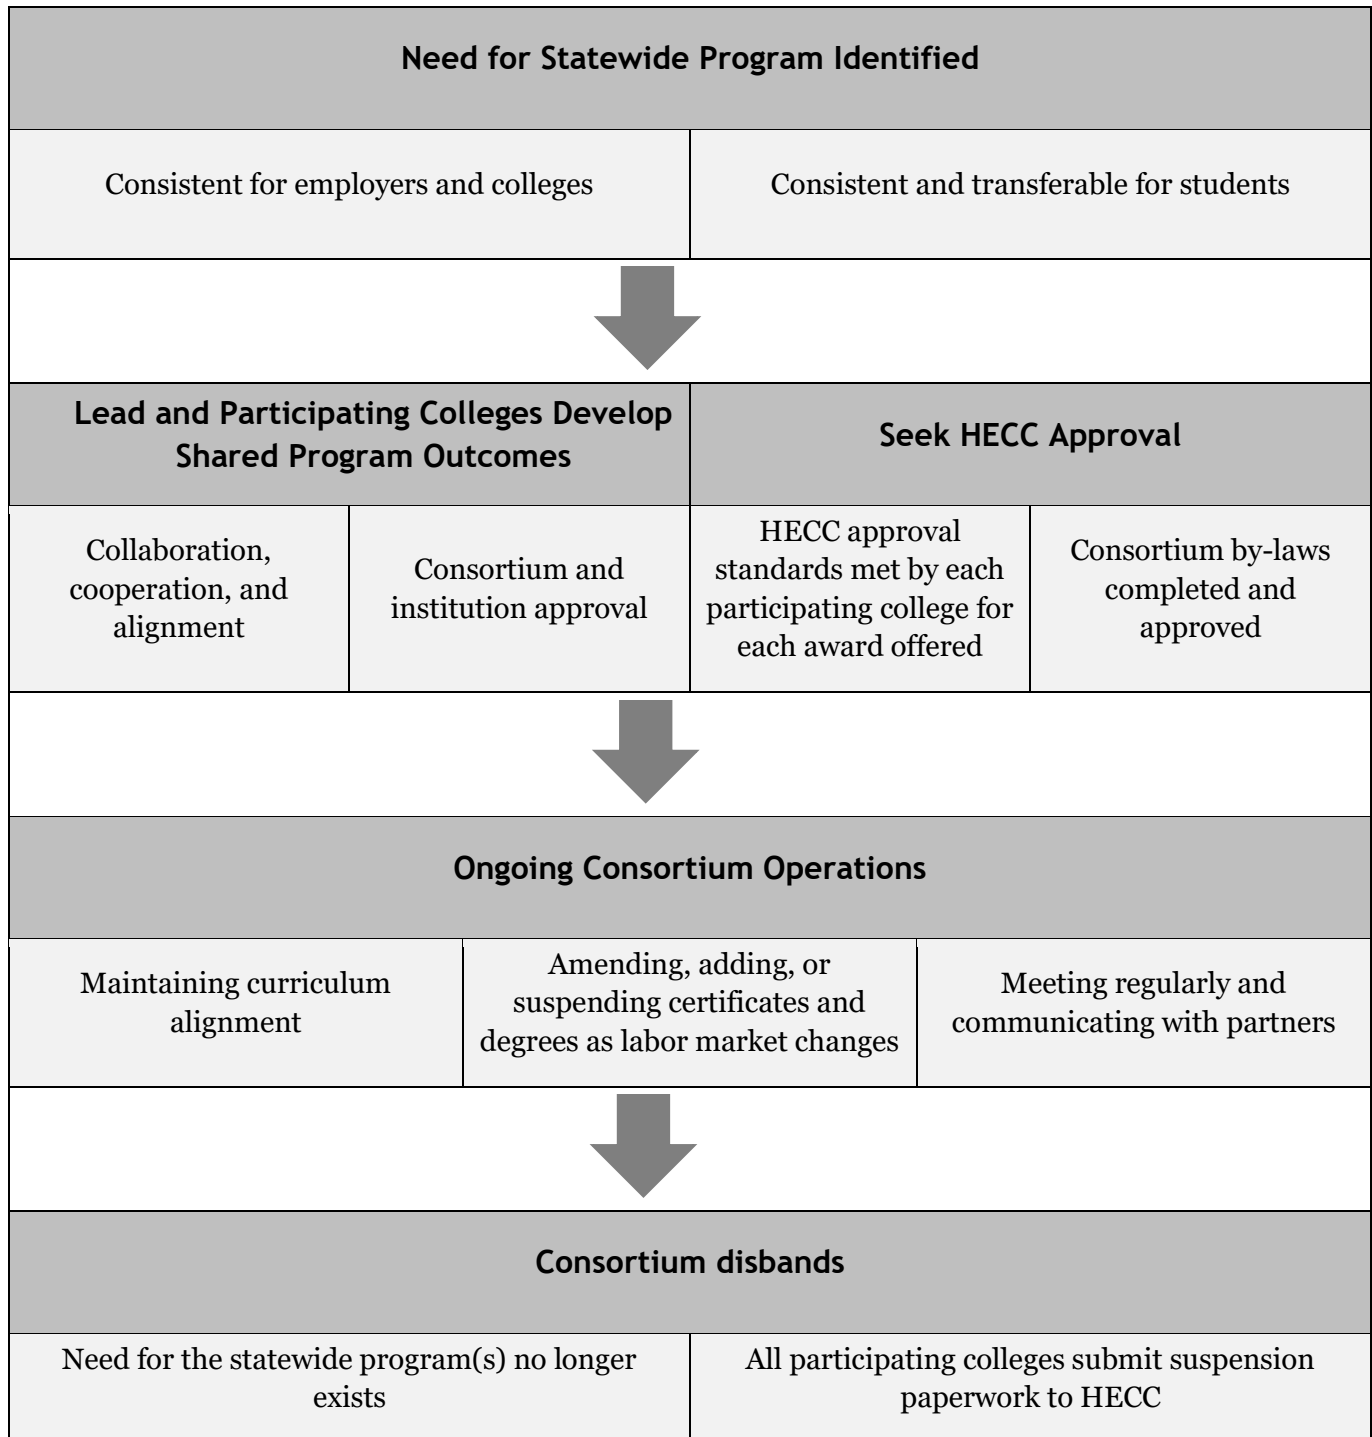 Need for Statewide Program Identified
Consistent for employers and colleges
Consistent and transferable for students
Lead and Participating Colleges Develop
Shared Program Outcomes
Seek HECC Approval
Collaboration,
cooperation, and
alignment
Consortium and
institution approval
HECC approval
standards met by each
participating college for
each award offered
Consortium by-laws
completed and
approved
Ongoing Consortium Operations
Maintaining curriculum
alignment
Amending, adding, or
suspending certificates and
degrees as labor market changes
Meeting regularly and
communicating with partners
Consortium disbands
Need for the statewide program(s) no longer
exists
All participating colleges submit suspension
paperwork to HECC